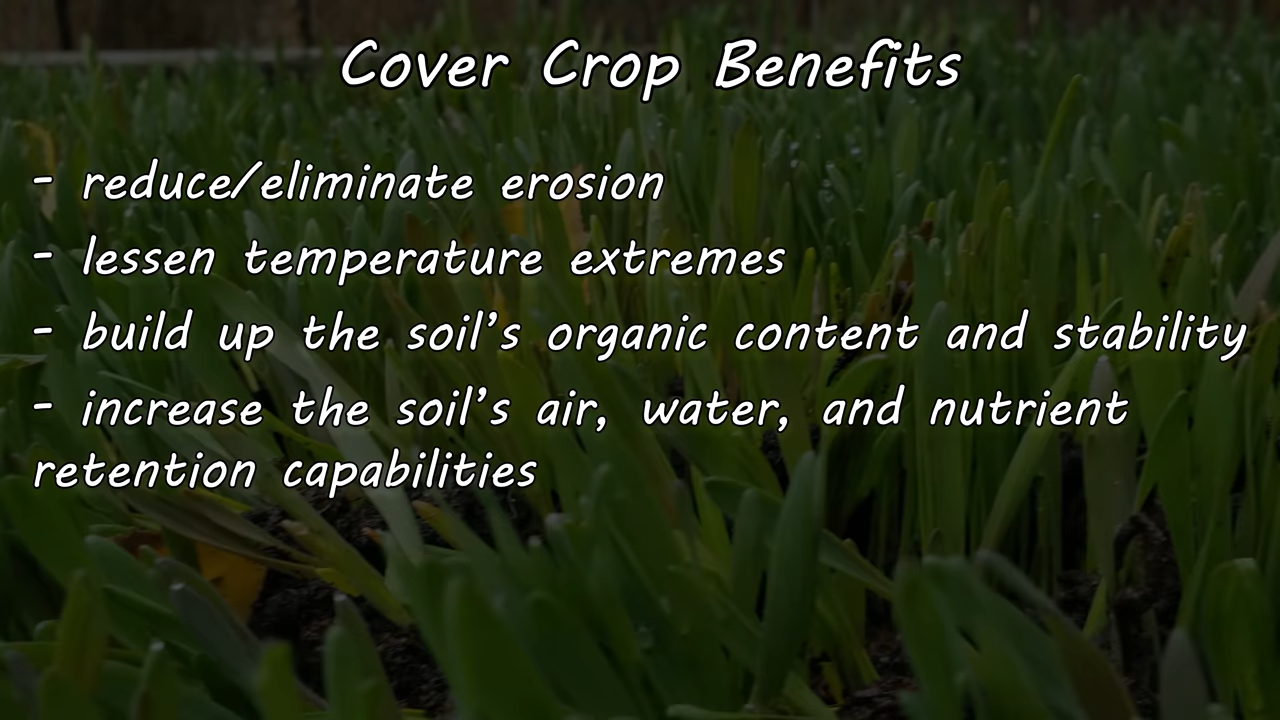 Cover Crop Benefits
- reduce/eliminate erosion
- lessen temperature extremes
- build up the soil’s organic content and stability
- increase the soil’s air, water, and nutrient
retention capabilities